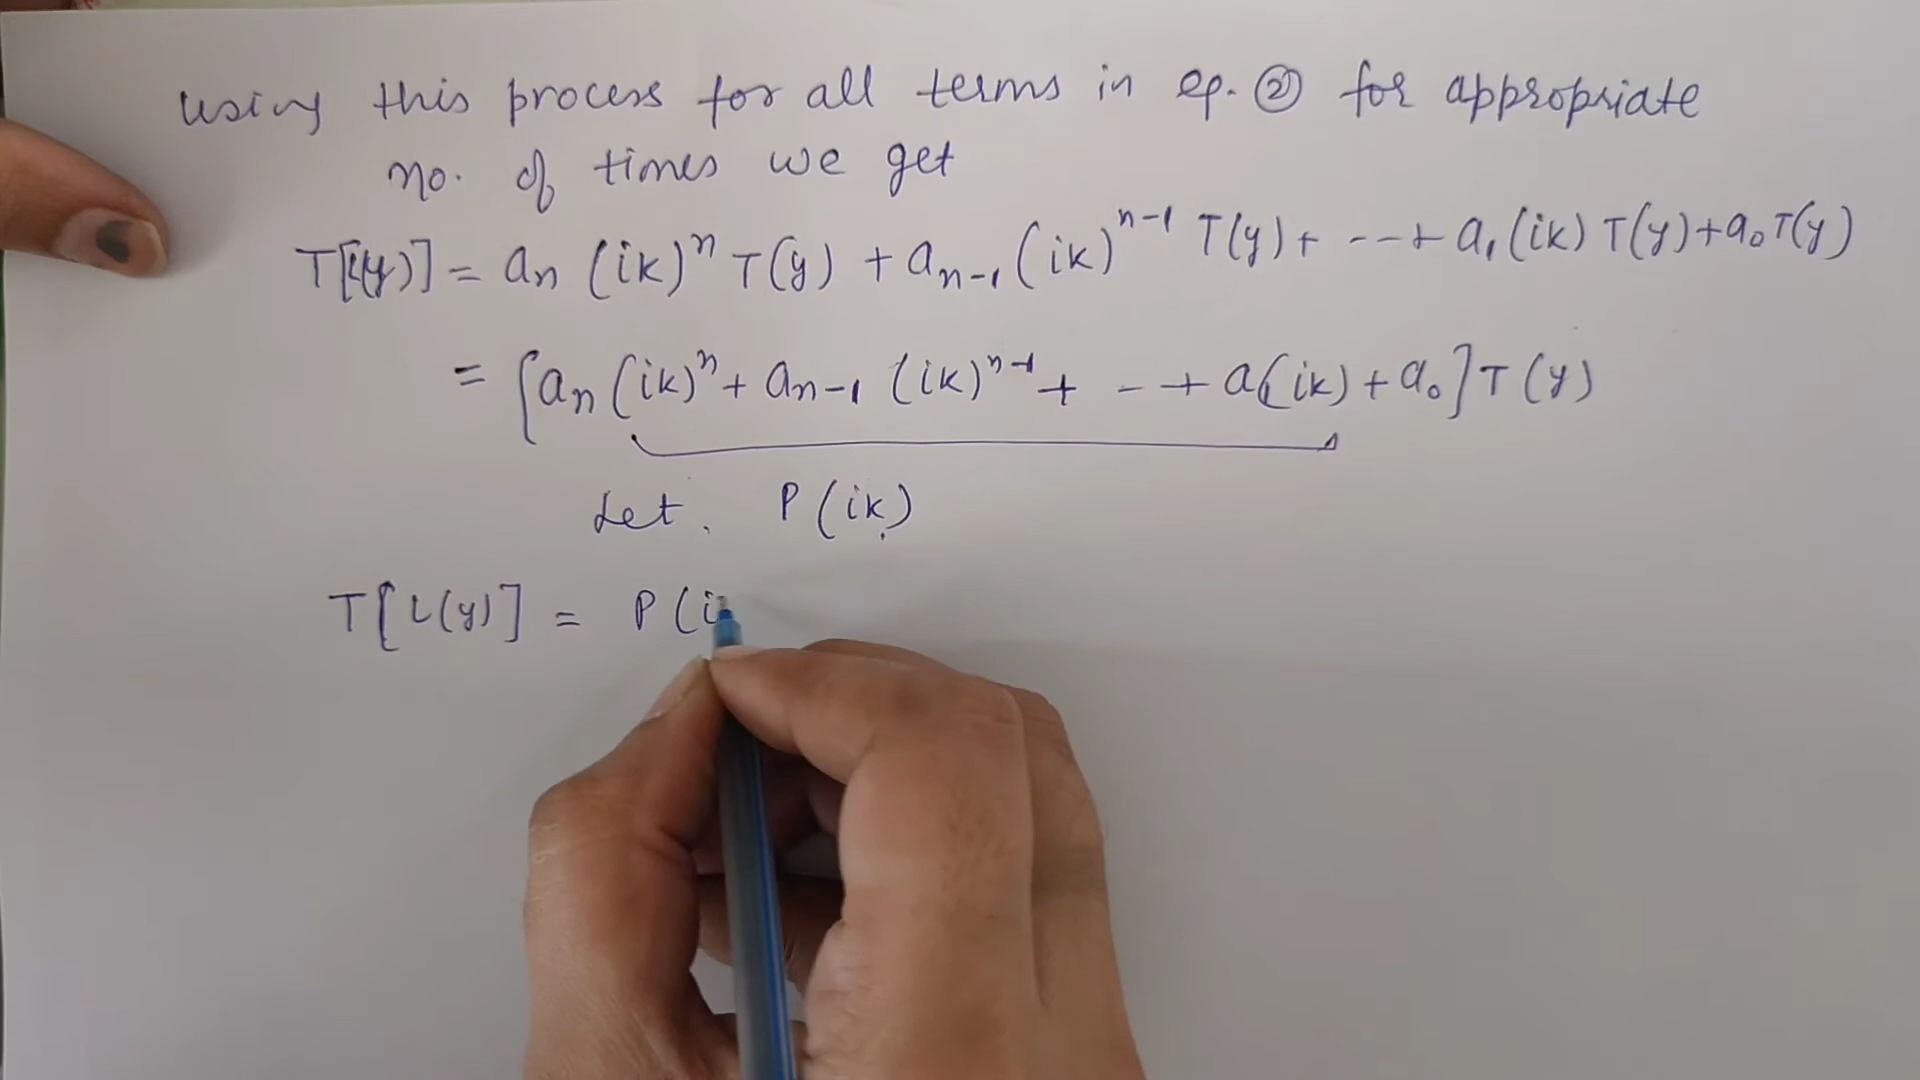 using this process for all terms in eq. ② for appropriate
no. of times we get
T[L(y)] = aₙ (ik)ⁿ T(y) + aₙ₋₁ (ik)ⁿ⁻¹ T(y) + --+ a₁ (ik) T(y) + a₀ T(y)
= [aₙ (ik)ⁿ + aₙ₋₁ (ik)ⁿ⁻¹ + - -+ a₁(ik) + a₀] T (y)
Let. P (ik)
T[L(y)] = P (i